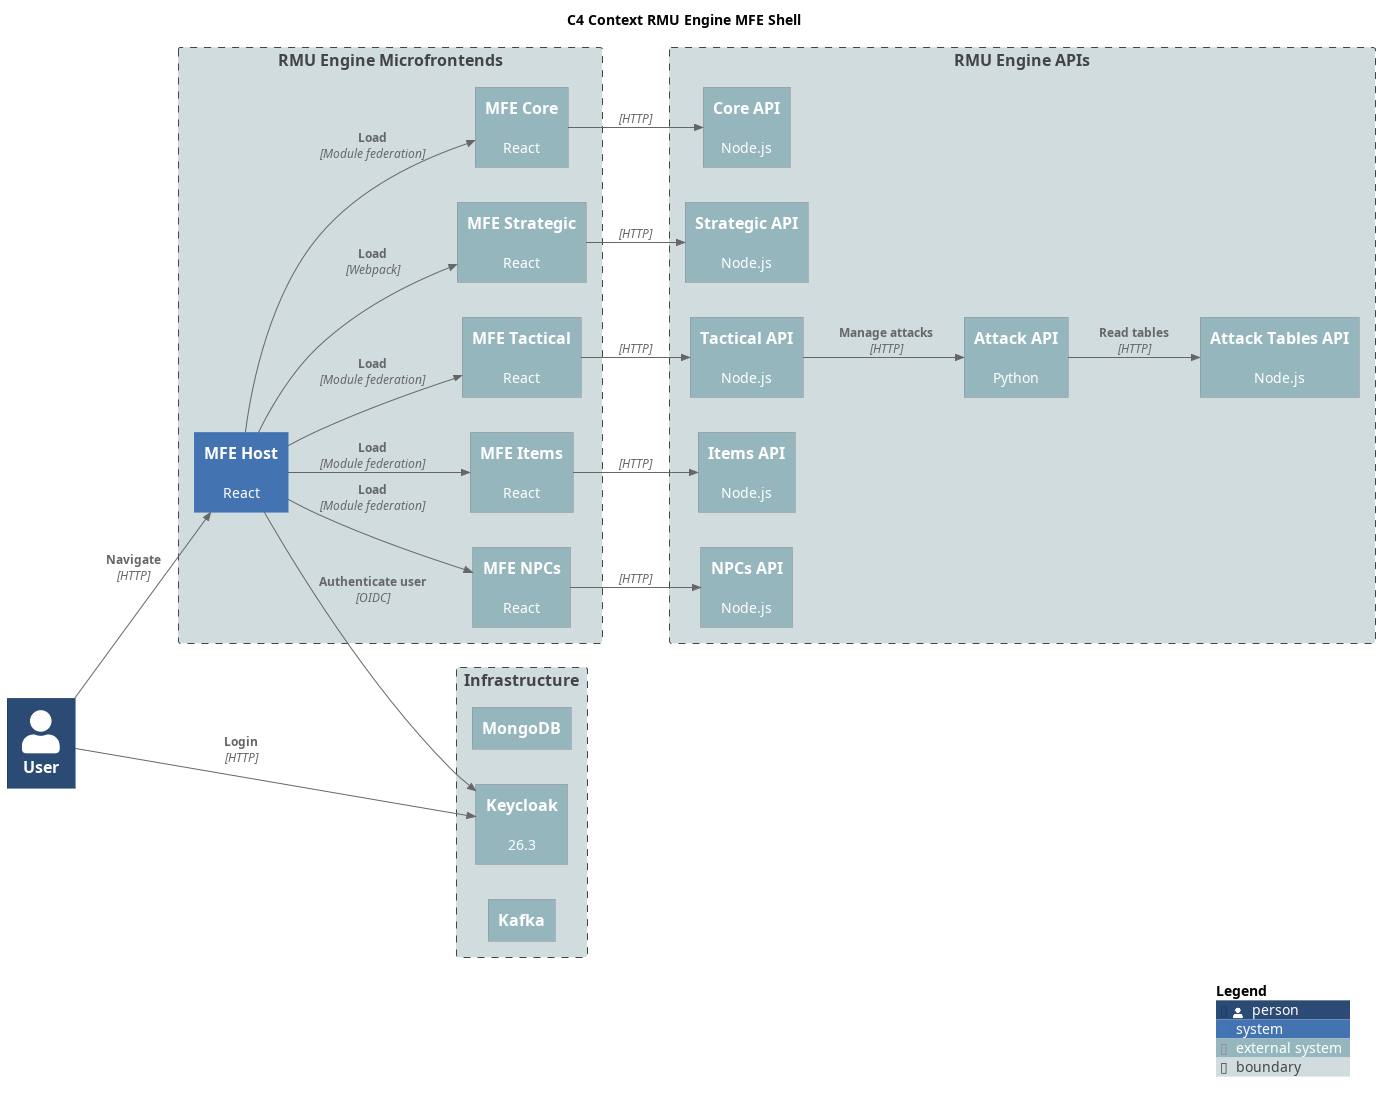 C4 Context RMU Engine MFE Shell
RMU Engine Microfrontends
RMU Engine APIs
MFE Core
React
Load
[Module federation]
[HTTP]
Core API
Node.js
MFE Strategic
React
Load
[Webpack]
[HTTP]
Strategic API
Node.js
MFE Tactical
React
Load
[Module federation]
[HTTP]
Tactical API
Node.js
Manage attacks
[HTTP]
Attack API
Python
Read tables
[HTTP]
Attack Tables API
Node.js
MFE Host
React
Load
[Module federation]
MFE Items
React
[HTTP]
Items API
Node.js
Load
[Module federation]
MFE NPCs
React
[HTTP]
NPCs API
Node.js
Navigate
[HTTP]
Authenticate user
[OIDC]
Infrastructure
MongoDB
User
Login
[HTTP]
Keycloak
26.3
Kafka
Legend
person
system
external system
boundary